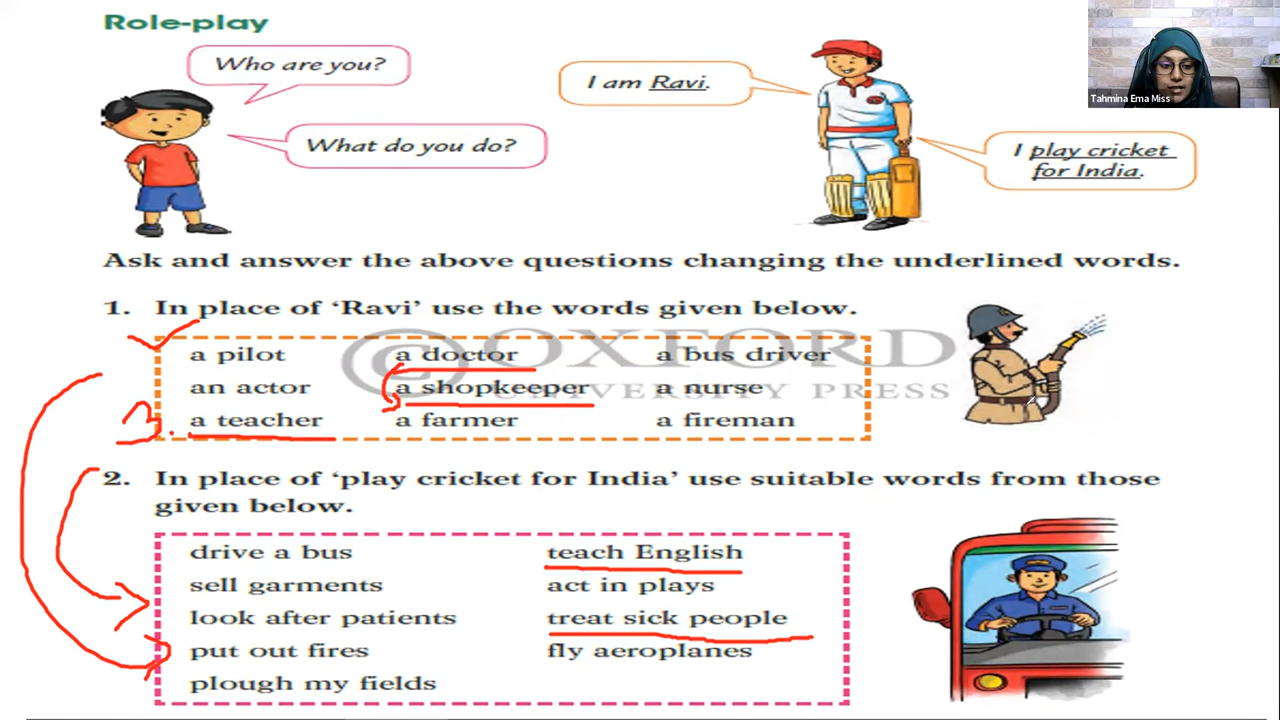 Role-play
Who are you?
What do you do?
I am Ravi.
I play cricket
for India.
Tahmina Ema Miss
Ask and answer the above questions changing the underlined words.
1. In place of ‘Ravi’ use the words given below.
a pilot a doctor a bus driver
an actor a shopkeeper a nurse
3. a teacher a farmer a fireman
© OXFORD
UNIVERSITY PRESS
2. In place of ‘play cricket for India’ use suitable words from those
given below.
drive a bus teach English
sell garments act in plays
look after patients treat sick people
put out fires fly aeroplanes
plough my fields